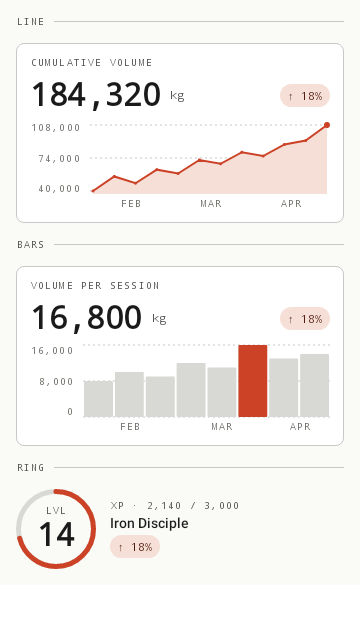 LINE
CUMULATIVE VOLUME
184,320 kg
↑ 18%
108,000
74,000
40,000
FEB MAR APR
BARS
VOLUME PER SESSION
16,800 kg
↑ 18%
16,000
8,000
0
FEB MAR APR
RING
LVL
14
XP · 2,140 / 3,000
Iron Disciple
↑ 18%